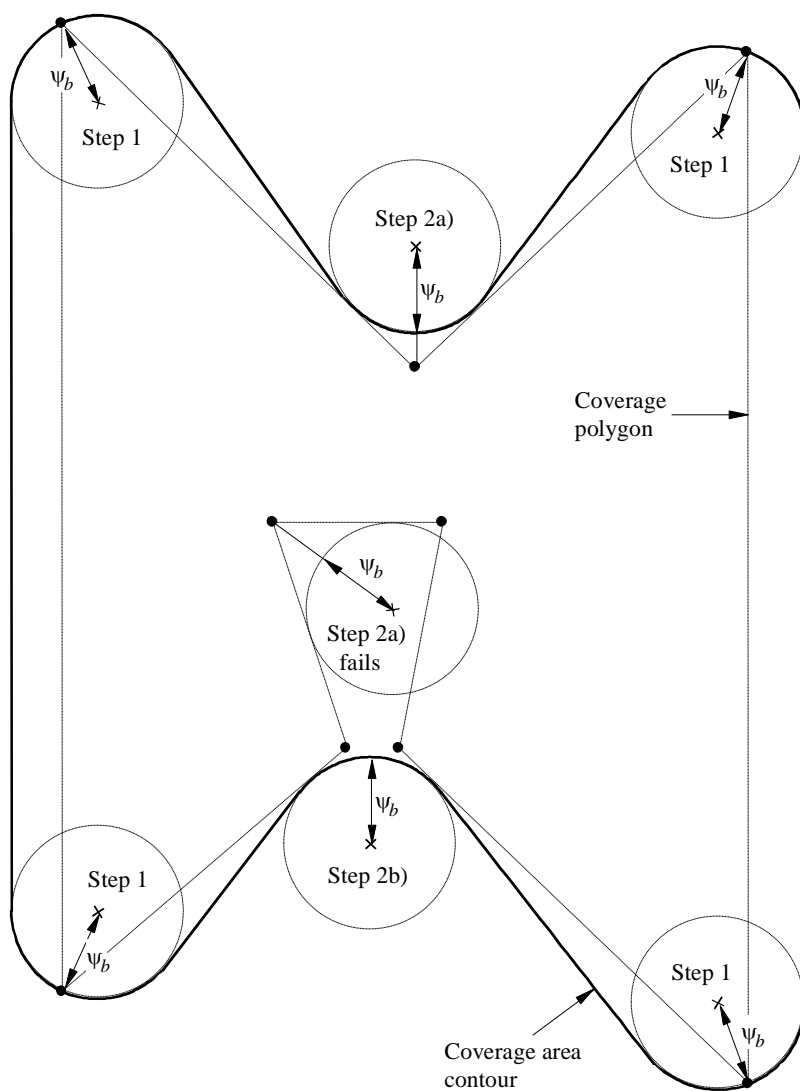 ψb
ψb
Step 1
Step 1
Step 2a)
ψb
Coverage
polygon
ψb
Step 2a)
fails
ψb
Step 1
Step 2b)
ψb
Step 1
ψb
Coverage area
contour